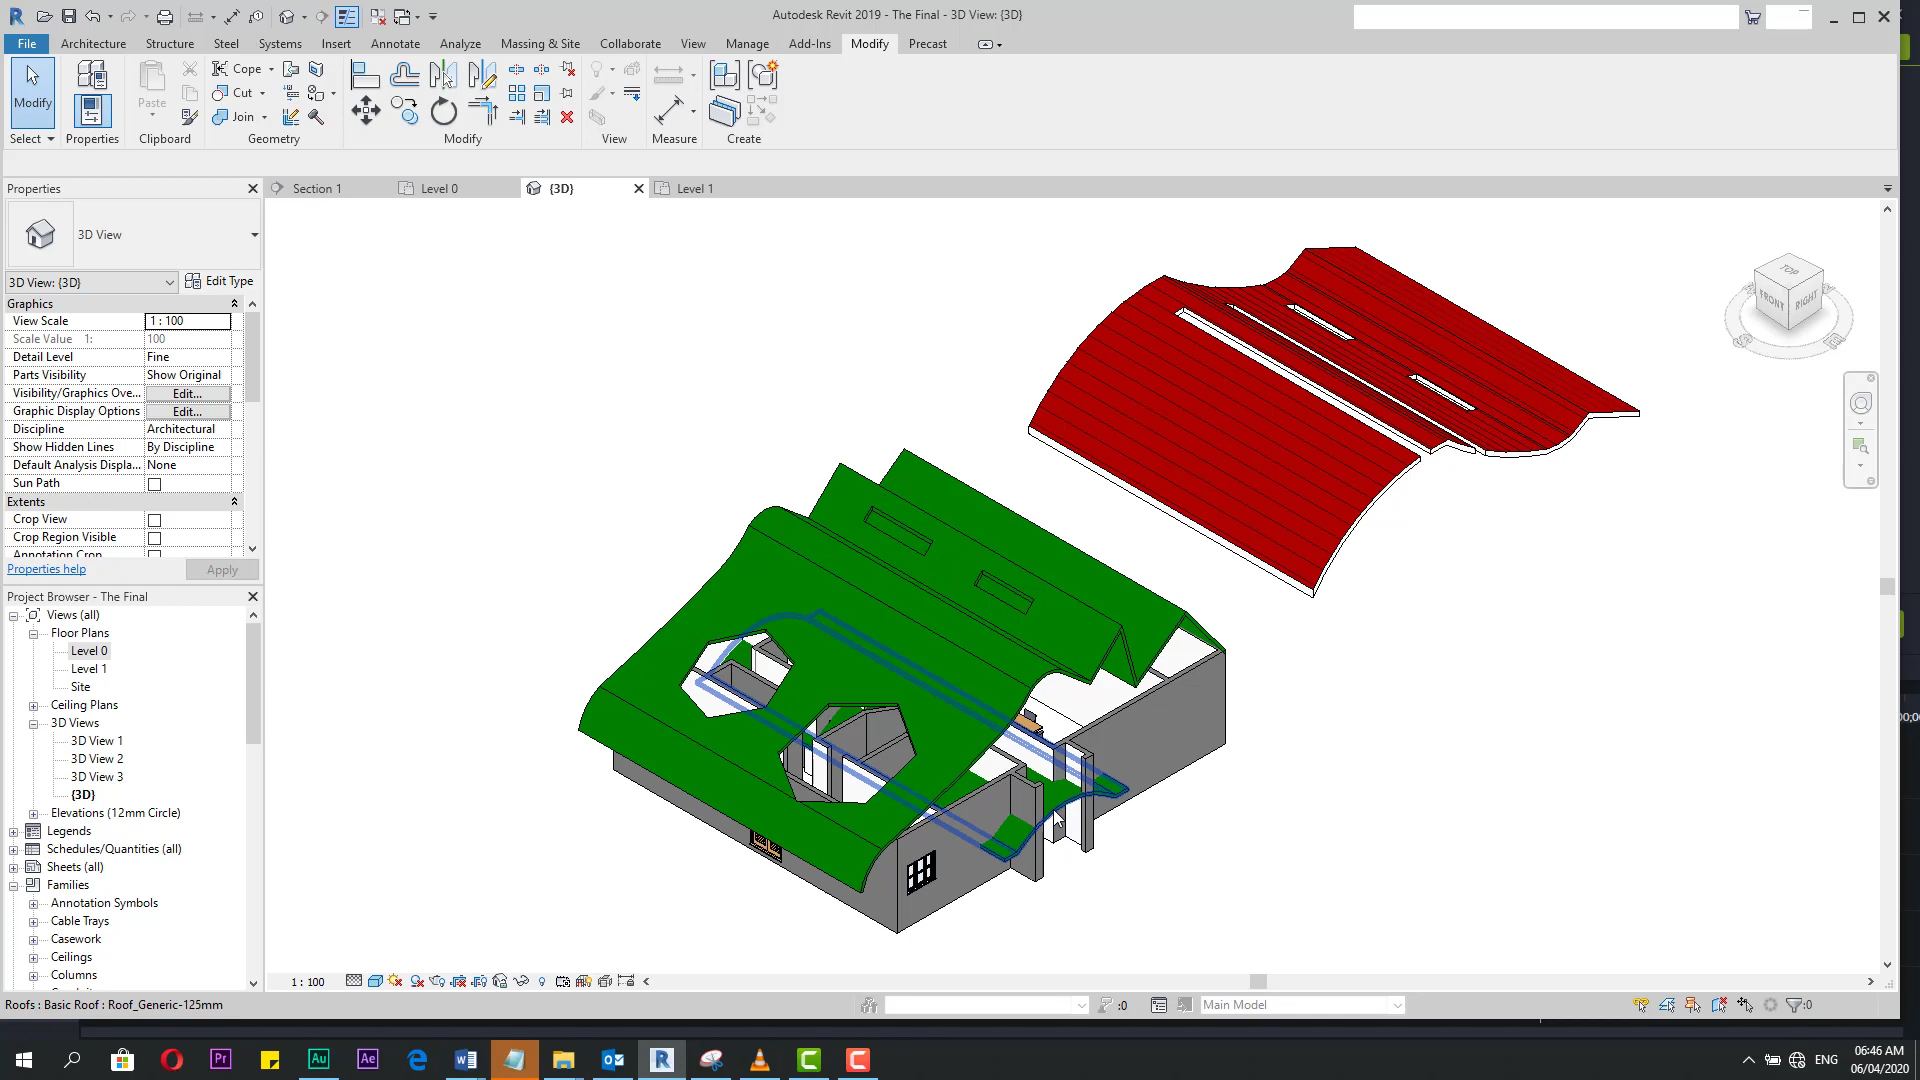 Autodesk Revit 2019 - The Final - 3D View: {3D}
File Architecture Structure Steel Systems Insert Annotate Analyze Massing & Site Collaborate View Manage Add-Ins Modify Precast
Modify
Paste
Cope
Cut
Join
Select Properties Clipboard Geometry Modify View Measure Create
Properties
Section 1 Level 0 {3D} Level 1
3D View
3D View: {3D} Edit Type
Graphics
View Scale 1 : 100
Scale Value 1: 100
Detail Level Fine
Parts Visibility Show Original
Visibility/Graphics Ove... Edit...
Graphic Display Options Edit...
Discipline Architectural
Show Hidden Lines By Discipline
Default Analysis Displa... None
Sun Path
Extents
Crop View
Crop Region Visible
Annotation Crop
Properties help Apply
Project Browser - The Final
Views (all)
Floor Plans
Level 0
Level 1
Site
Ceiling Plans
3D Views
3D View 1
3D View 2
3D View 3
{3D}
Elevations (12mm Circle)
Legends
Schedules/Quantities (all)
Sheets (all)
Families
Annotation Symbols
Cable Trays
Casework
Ceilings
Columns
TOP
FRONT RIGHT
1 : 100
Roofs : Basic Roof : Roof_Generic-125mm
:0
Main Model
:0
Pr
Au
Ae
ENG
06:46 AM
06/04/2020